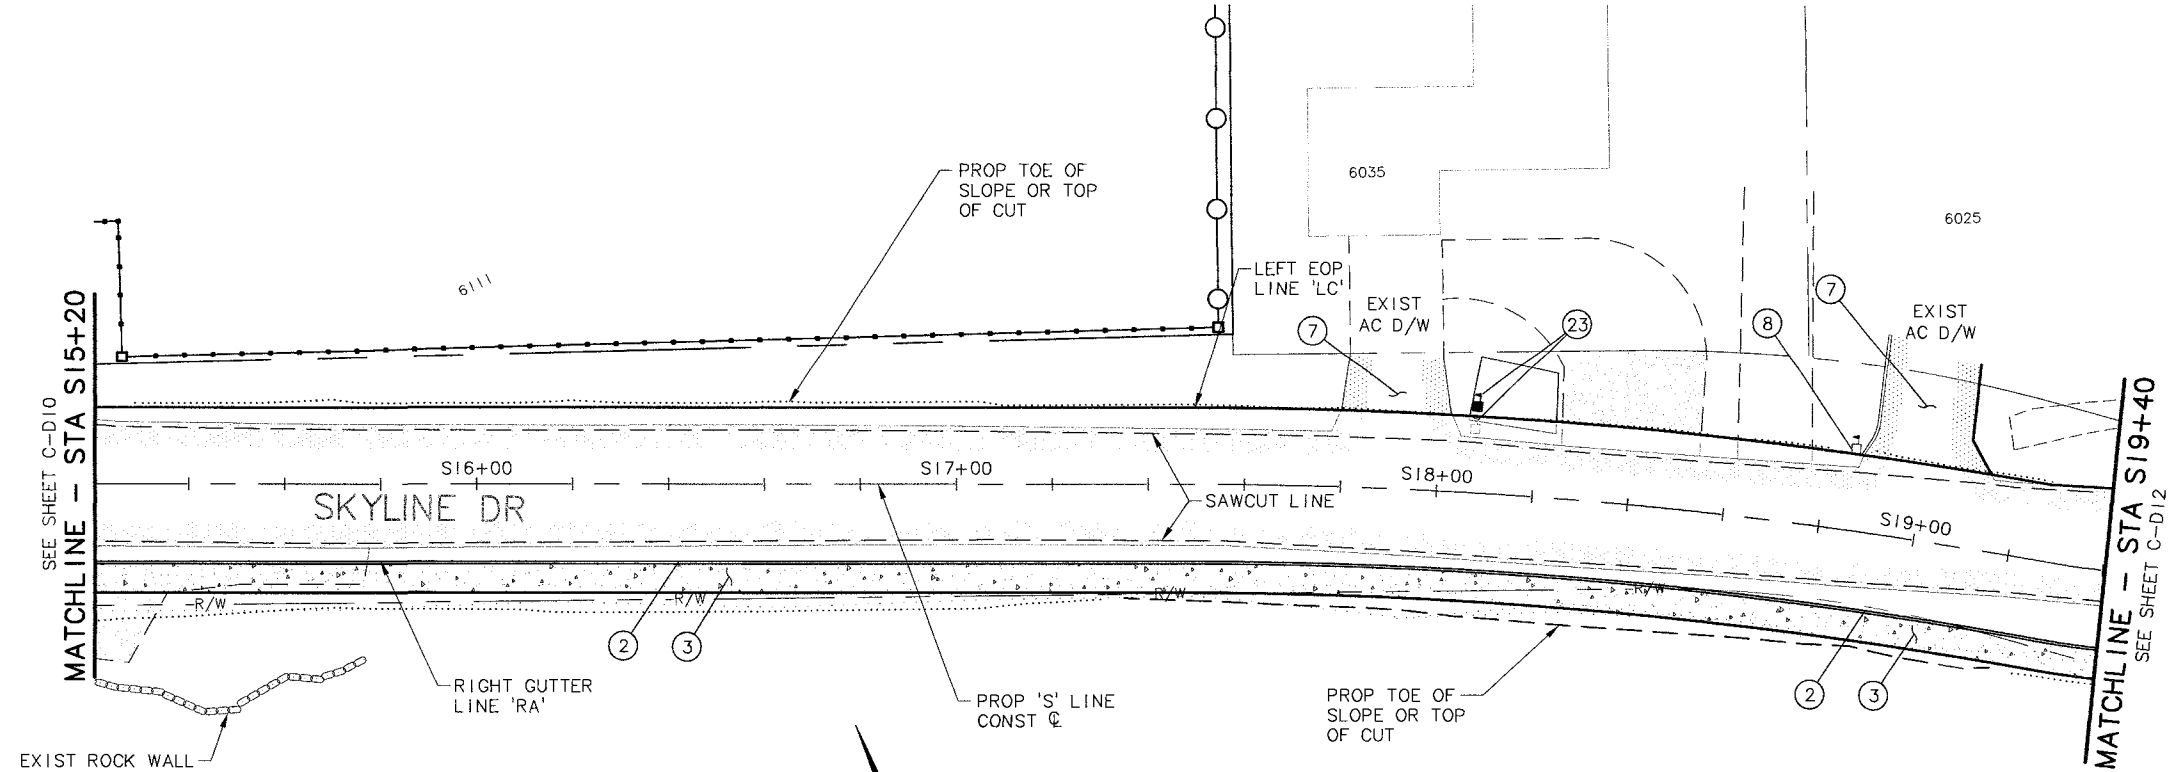 PROP TOE OF
SLOPE OR TOP
OF CUT
6035
6025
6111
LEFT EOP
LINE 'LC'
EXIST
AC D/W
7
23
8
7
EXIST
AC D/W
MATCHLINE - STA S15+20
SEE SHEET C-D10
S16+00
S17+00
S18+00
S19+00
SKYLINE DR
SAWCUT LINE
MATCHLINE - STA S19+40
SEE SHEET C-D12
R/W
R/W
R/W
R/W
2
3
2
3
RIGHT GUTTER
LINE 'RA'
PROP 'S' LINE
CONST ℄
PROP TOE OF
SLOPE OR TOP
OF CUT
EXIST ROCK WALL